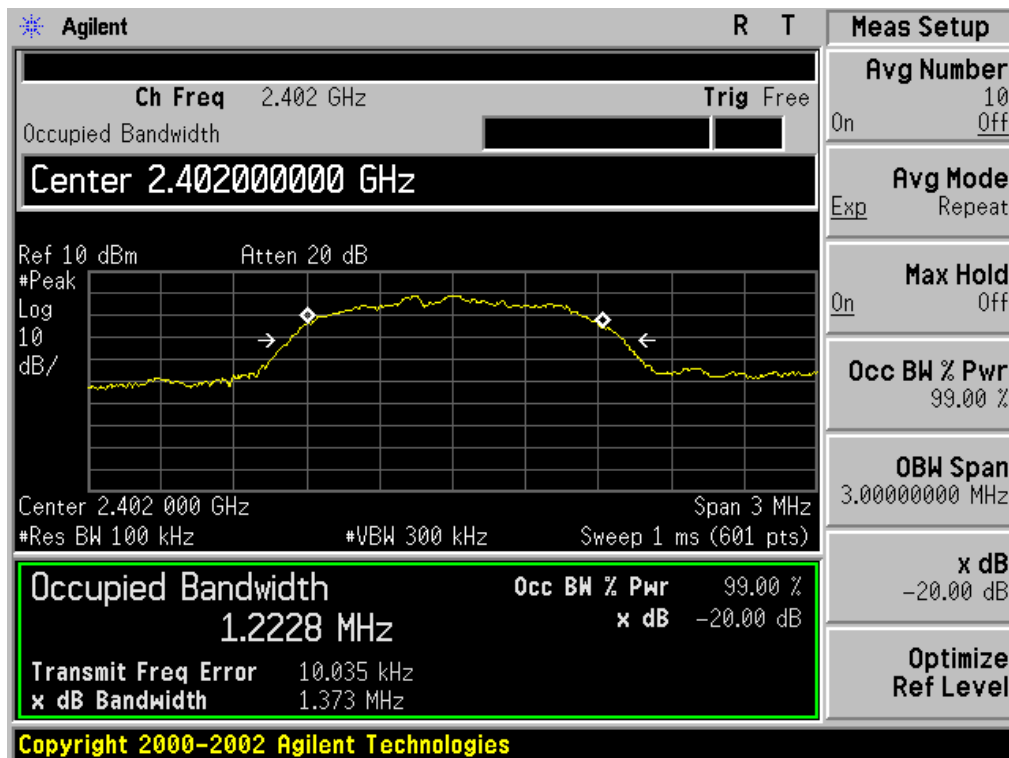 Agilent R T
Ch Freq 2.402 GHz Trig Free
Occupied Bandwidth
Center 2.402000000 GHz
Ref 10 dBm Atten 20 dB
#Peak
Log
10
dB/
Center 2.402 000 GHz Span 3 MHz
#Res BW 100 kHz #VBW 300 kHz Sweep 1 ms (601 pts)
Occupied Bandwidth Occ BW % Pwr 99.00 %
1.2228 MHz x dB -20.00 dB
Transmit Freq Error 10.035 kHz
x dB Bandwidth 1.373 MHz
Copyright 2000-2002 Agilent Technologies
Meas Setup
Avg Number
10
On Off
Avg Mode
Exp Repeat
Max Hold
On Off
Occ BW % Pwr
99.00 %
OBW Span
3.00000000 MHz
x dB
-20.00 dB
Optimize
Ref Level